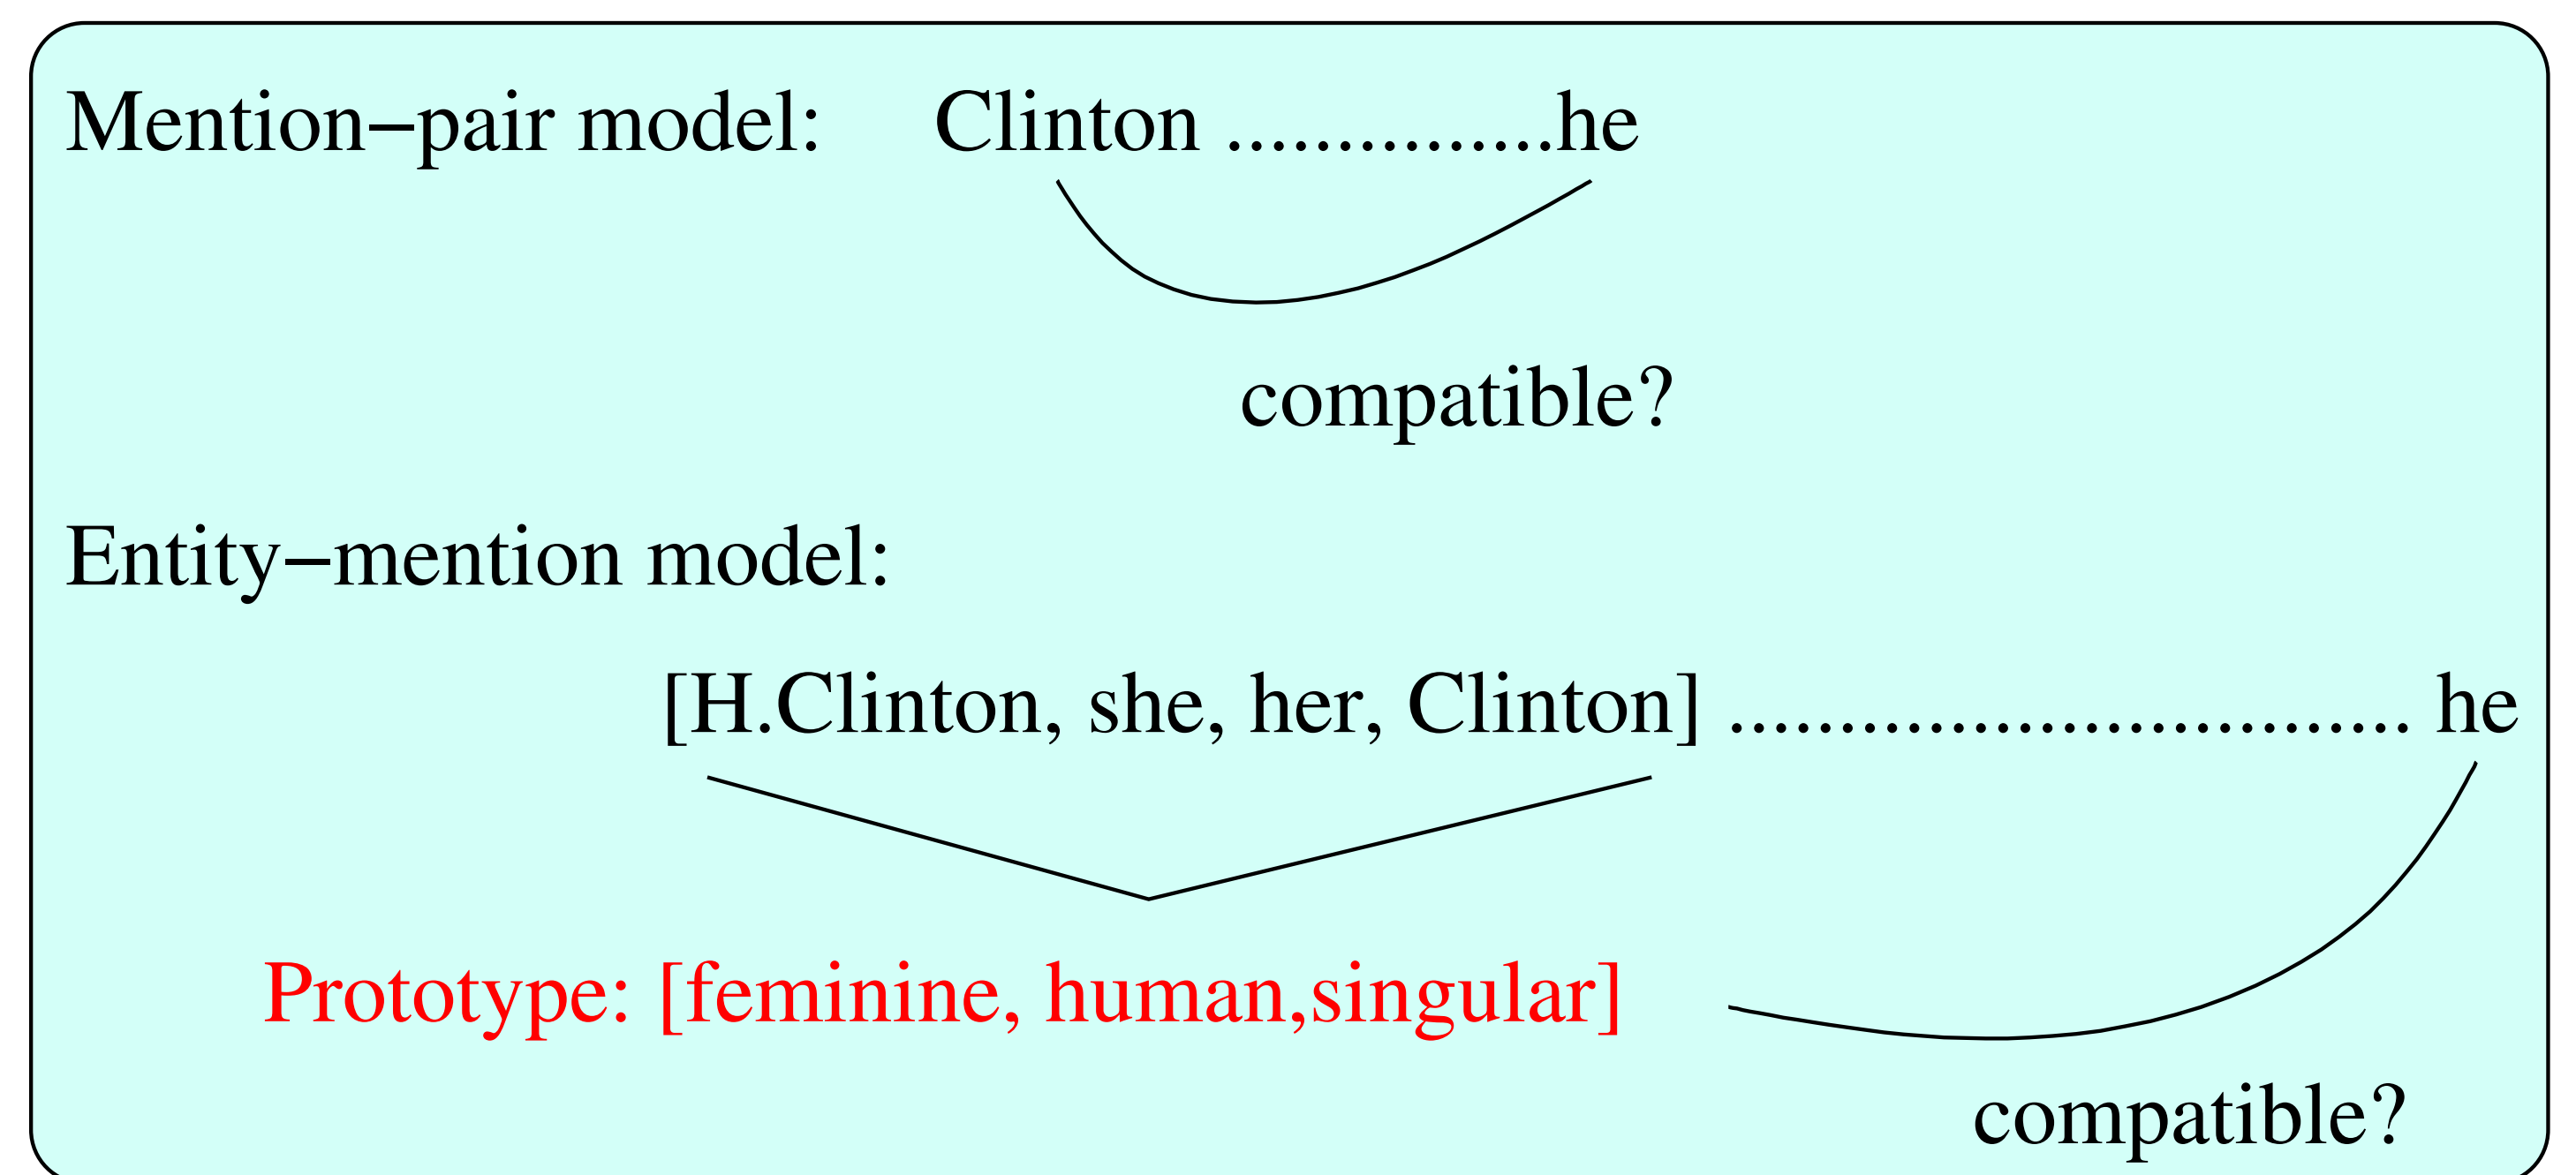 Mention−pair model: Clinton ...............he
compatible?
Entity−mention model:
[H.Clinton, she, her, Clinton] ............................... he
Prototype: [feminine, human,singular]
compatible?